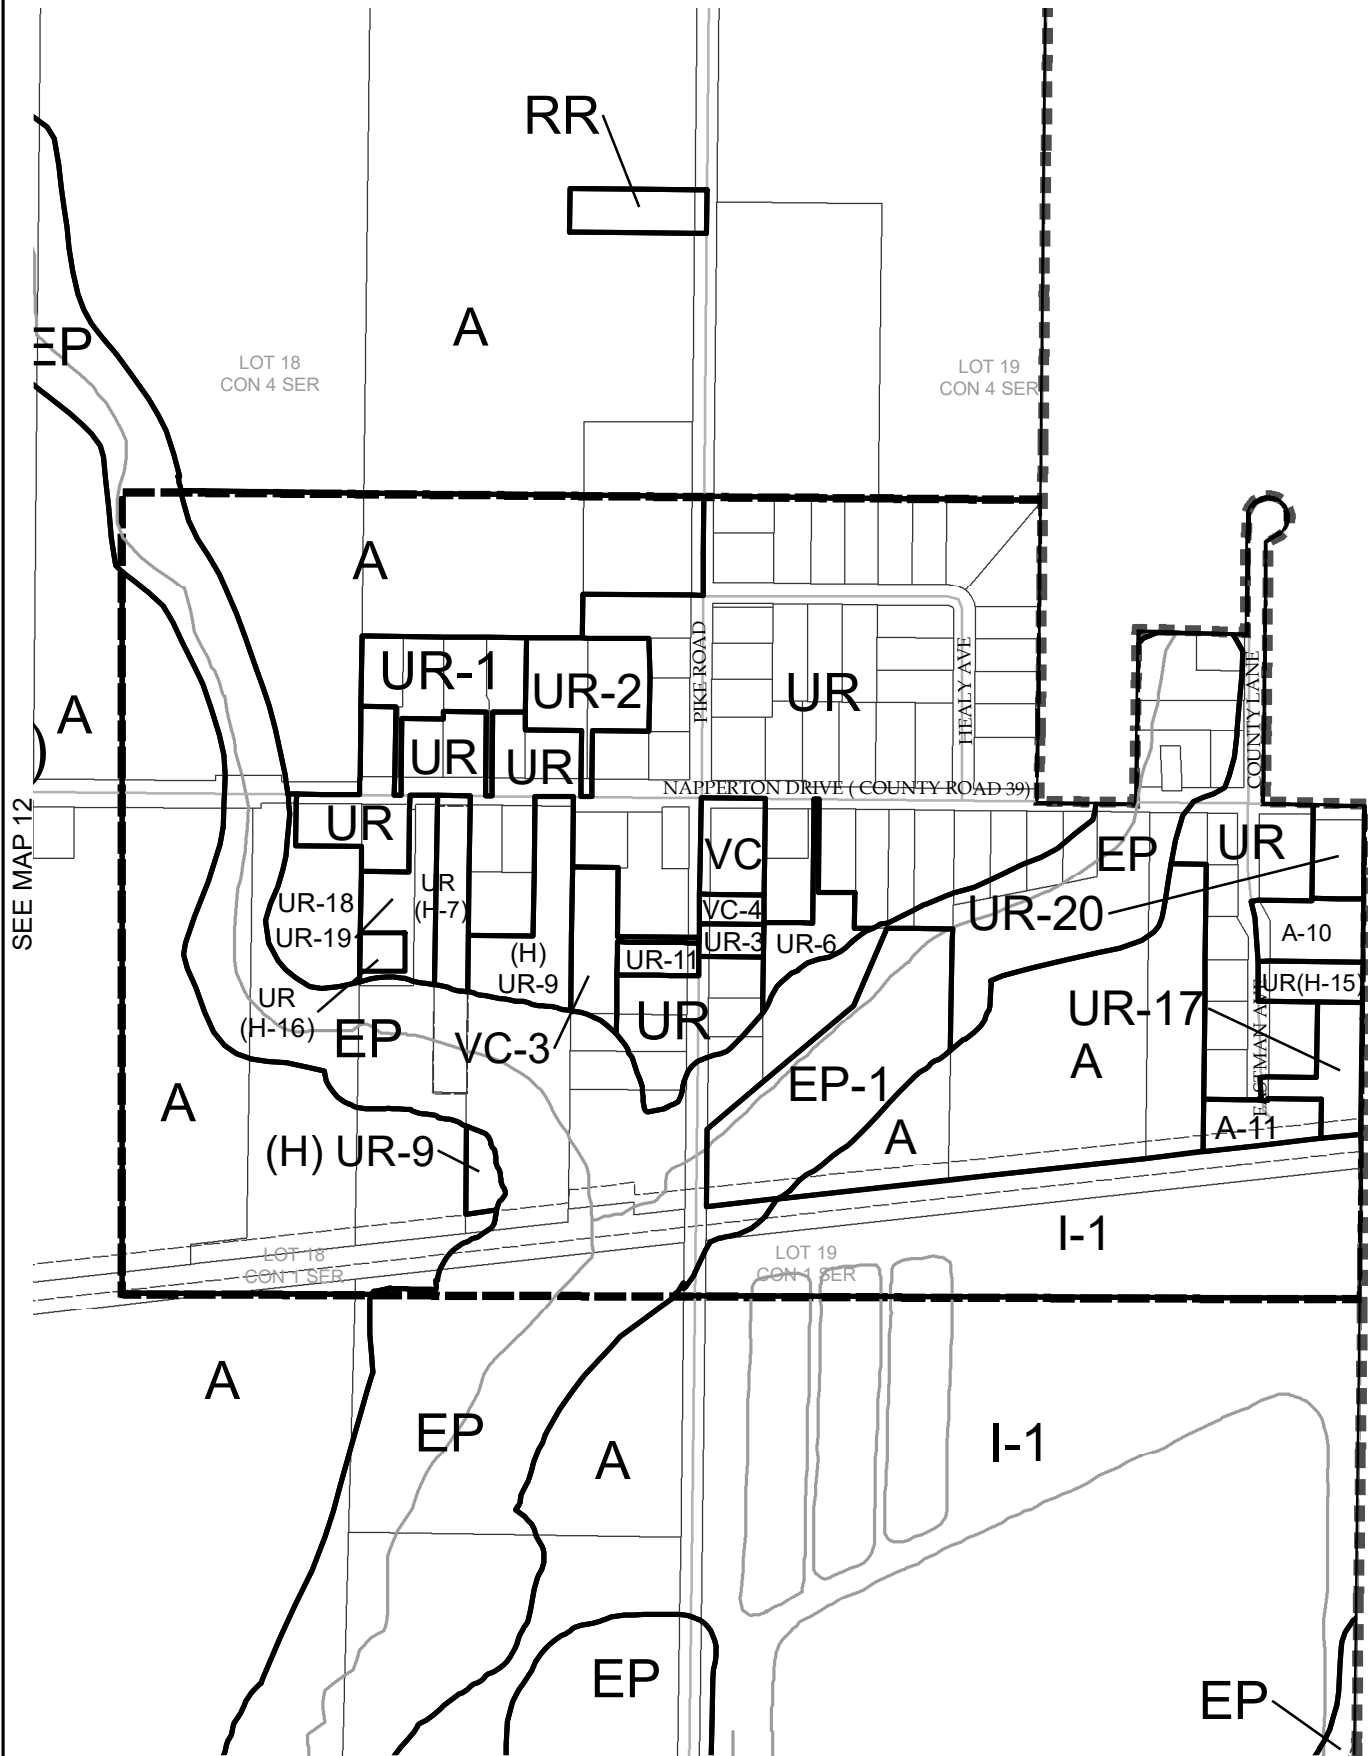 RR
A
EP
LOT 18
CON 4 SER
LOT 19
CON 4 SER
A
PIKE ROAD
HEALY AVE
COUNTY LANE
UR-1
UR-2
UR
A
UR
UR
NAPPERTON DRIVE ( COUNTY ROAD 39)
SEE MAP 12
UR
VC
EP
UR
UR
(H-7)
UR-18
UR-19
VC-4
UR-20
A-10
UR-3
UR-6
(H)
UR-9
UR-11
UR(H-15)
UR
(H-16)
EP
VC-3
UR
UR-17
EASTMAN AVE
A
EP-1
A
A
A-11
(H) UR-9
I-1
LOT 18
CON 1 SER
LOT 19
CON 1 SER
A
EP
A
I-1
EP
EP